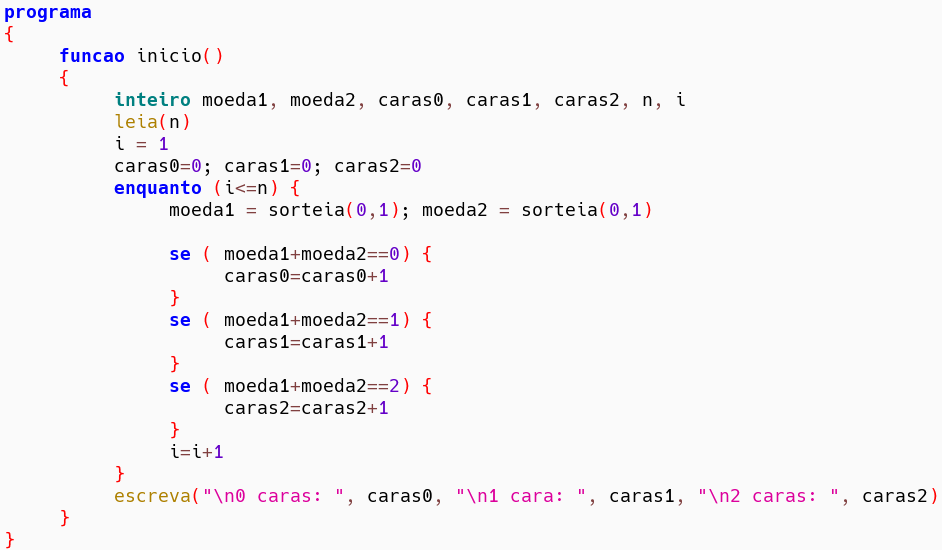 programa
{
funcao inicio()
{
inteiro moeda1, moeda2, caras0, caras1, caras2, n, i
leia(n)
i = 1
caras0=0; caras1=0; caras2=0
enquanto (i<=n) {
moeda1 = sorteia(0,1); moeda2 = sorteia(0,1)
se ( moeda1+moeda2==0) {
caras0=caras0+1
}
se ( moeda1+moeda2==1) {
caras1=caras1+1
}
se ( moeda1+moeda2==2) {
caras2=caras2+1
}
i=i+1
}
escreva("\n0 caras: ", caras0, "\n1 cara: ", caras1, "\n2 caras: ", caras2)
}
}